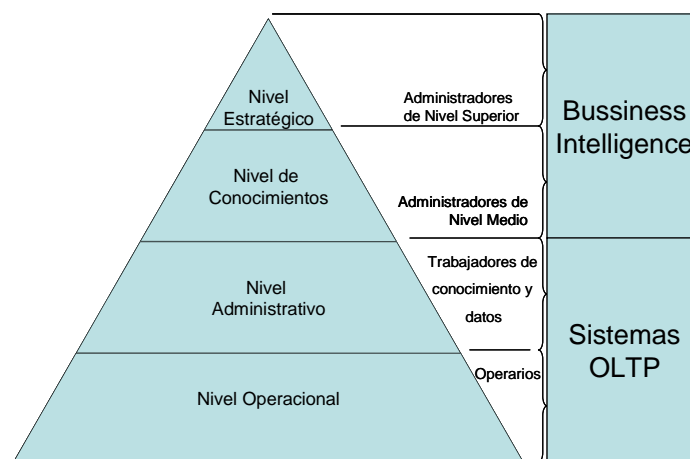 Nivel
Estratégico
Administradores
de Nivel Superior
Bussiness
Intelligence
Nivel de
Conocimientos
Administradores de
Nivel Medio
Nivel
Administrativo
Trabajadores de
conocimiento y
datos
Sistemas
OLTP
Nivel Operacional
Operarios